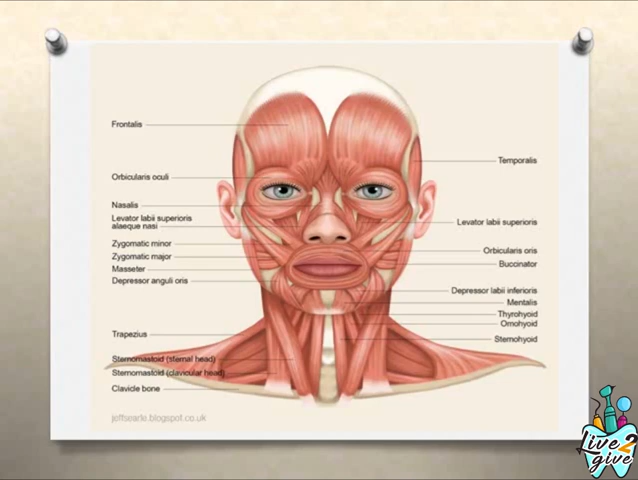 Frontalis
Temporalis
Orbicularis oculi
Nasalis
Levator labii superioris
alaeque nasi
Levator labii superioris
Zygomatic minor
Orbicularis oris
Zygomatic major
Buccinator
Masseter
Depressor anguli oris
Depressor labii inferioris
Mentalis
Thyrohyoid
Omohyoid
Trapezius
Sternohyoid
Sternomastoid (sternal head)
Sternomastoid (clavicular head)
Clavicle bone
jeffsearle.blogspot.co.uk
Live 2
give